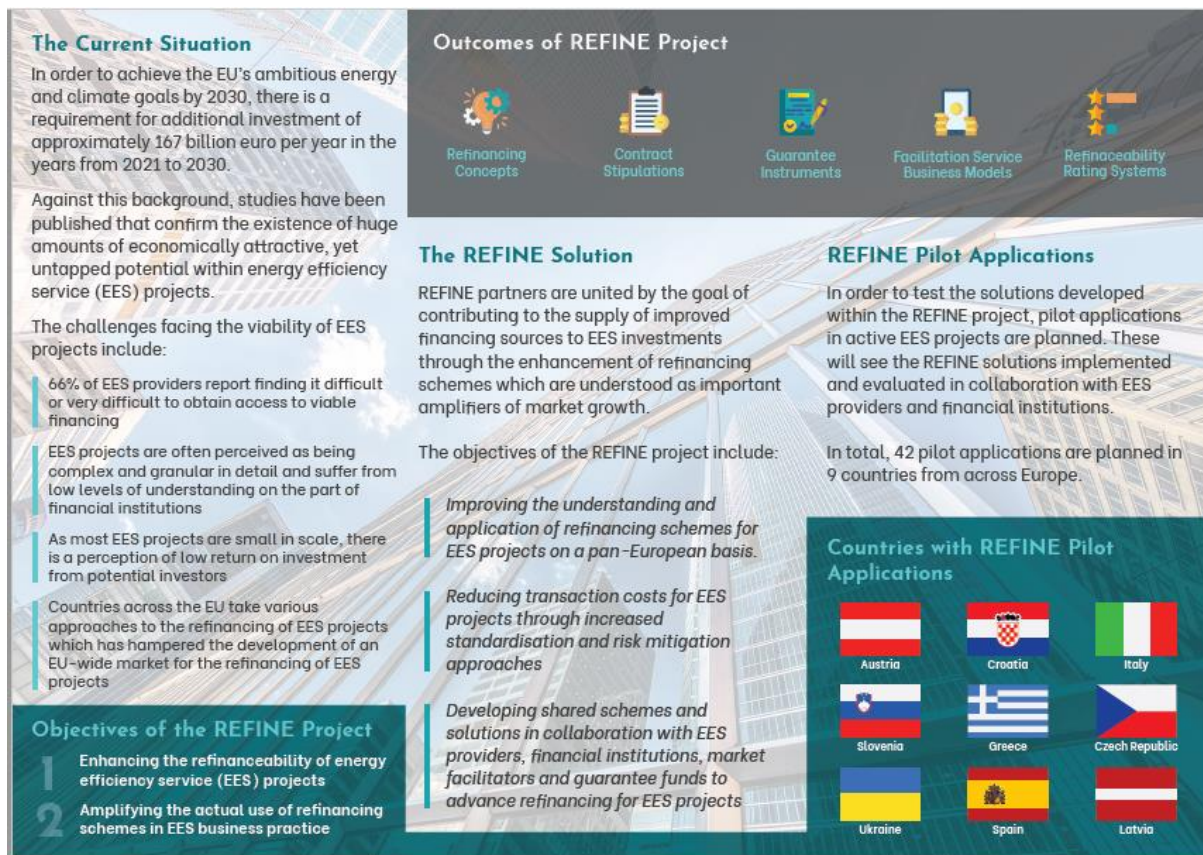 The Current Situation
In order to achieve the EU's ambitious energy
and climate goals by 2030, there is a
requirement for additional investment of
approximately 167 billion euro per year in the
years from 2021 to 2030.
Against this background, studies have been
published that confirm the existence of huge
amounts of economically attractive, yet
untapped potential within energy efficiency
service (EES) projects.
The challenges facing the viability of EES
projects include:
66% of EES providers report finding it difficult
or very difficult to obtain access to viable
financing
EES projects are often perceived as being
complex and granular in detail and suffer from
low levels of understanding on the part of
financial institutions
As most EES projects are small in scale, there
is a perception of low return on investment
from potential investors
Countries across the EU take various
approaches to the refinancing of EES projects
which has hampered the development of an
EU-wide market for the refinancing of EES
projects
Objectives of the REFINE Project
1 Enhancing the refinanceability of energy
efficiency service (EES) projects
2 Amplifying the actual use of refinancing
schemes in EES business practice
Outcomes of REFINE Project
Refinancing
Concepts
Contract
Stipulations
Guarantee
Instruments
Facilitation Service
Business Models
Refinaceability
Rating Systems
The REFINE Solution
REFINE partners are united by the goal of
contributing to the supply of improved
financing sources to EES investments
through the enhancement of refinancing
schemes which are understood as important
amplifiers of market growth.
The objectives of the REFINE project include:
Improving the understanding and
application of refinancing schemes for
EES projects on a pan-European basis.
Reducing transaction costs for EES
projects through increased
standardisation and risk mitigation
approaches
Developing shared schemes and
solutions in collaboration with EES
providers, financial institutions, market
facilitators and guarantee funds to
advance refinancing for EES projects
REFINE Pilot Applications
In order to test the solutions developed
within the REFINE project, pilot applications
in active EES projects are planned. These
will see the REFINE solutions implemented
and evaluated in collaboration with EES
providers and financial institutions.
In total, 42 pilot applications are planned in
9 countries from across Europe.
Countries with REFINE Pilot
Applications
Austria
Croatia
Italy
Slovenia
Greece
Czech Republic
Ukraine
Spain
Latvia